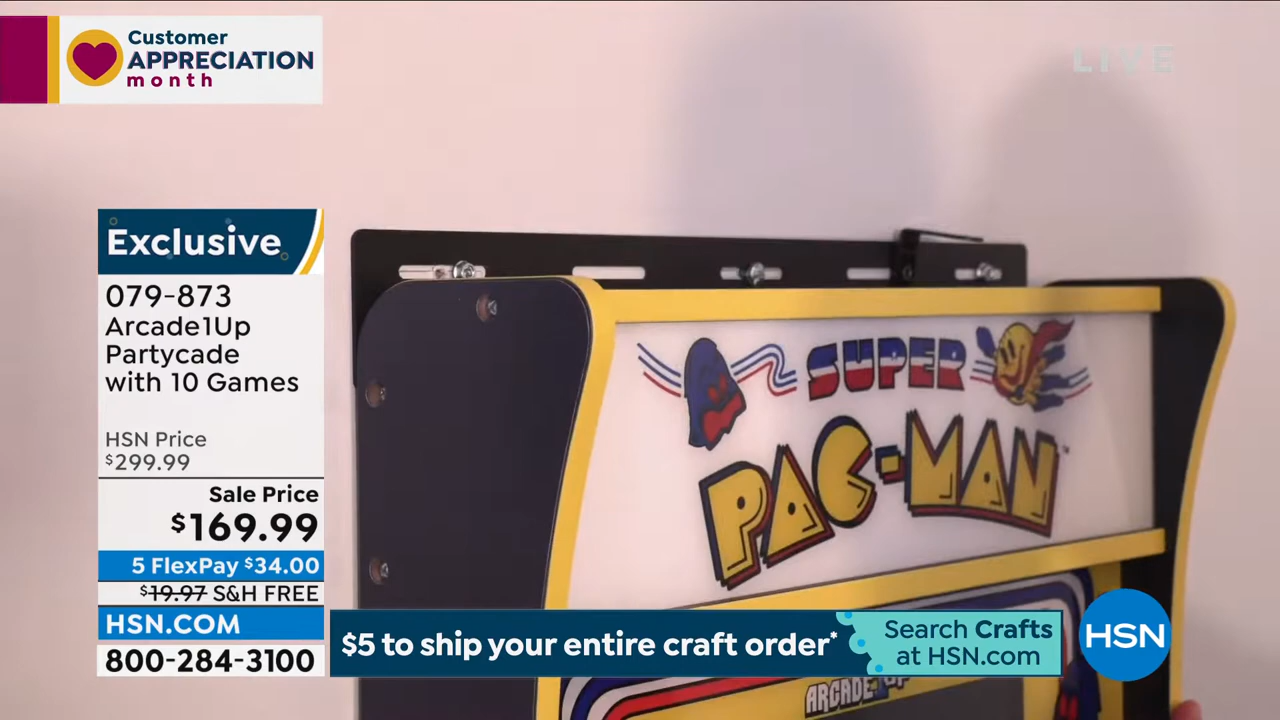 Customer
APPRECIATION
month
LIVE
Exclusive
079-873
Arcade1Up
Partycade
with 10 Games
HSN Price
$299.99
Sale Price
$169.99
5 FlexPay $34.00
$19.97 S&H FREE
HSN.COM
800-284-3100
SUPER
PAC-MAN™
ARCADE1UP
$5 to ship your entire craft order*
Search Crafts
at HSN.com
HSN